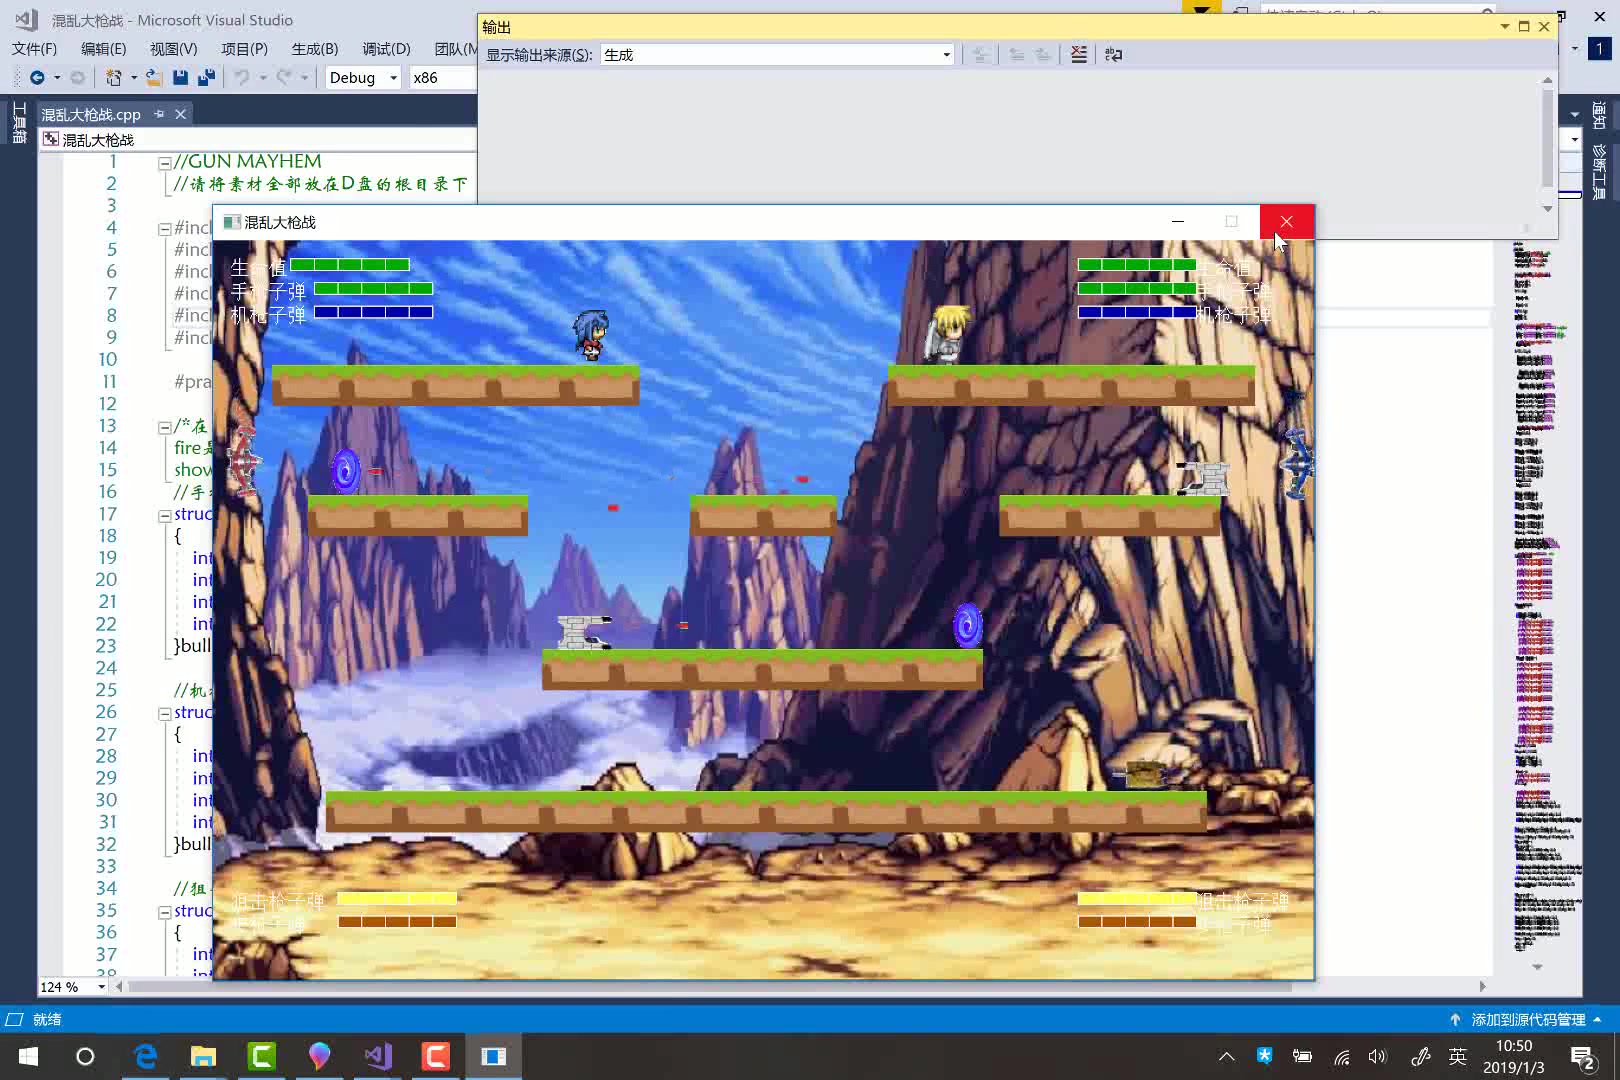 混乱大枪战 - Microsoft Visual Studio
文件(F) 编辑(E) 视图(V) 项目(P) 生成(B) 调试(D) 团队(M
Debug x86
输出
显示输出来源(S): 生成
工具箱
混乱大枪战.cpp
混乱大枪战
通知
诊断工具
1
1 //GUN MAYHEM
2 //请将素材全部放在D盘的根目录下
3
4 #incl
5 #incl
6 #incl
7 #incl
8 #incl
9 #incl
10
11 #pra
12
13 /*在
14 fire是
15 show
16 //手
17 struc
18 {
19 int
20 int
21 int
22 int
23 }bull
24
25 //机
26 struc
27 {
28 int
29 int
30 int
31 int
32 }bull
33
34 //狙
35 struc
36 {
37 int
38 int
混乱大枪战
生命值 生命值
手枪子弹 手枪子弹
机枪子弹 机枪子弹
狙击枪子弹 狙击枪子弹
124 %
就绪 添加到源代码管理
英 10:50
2019/1/3
2